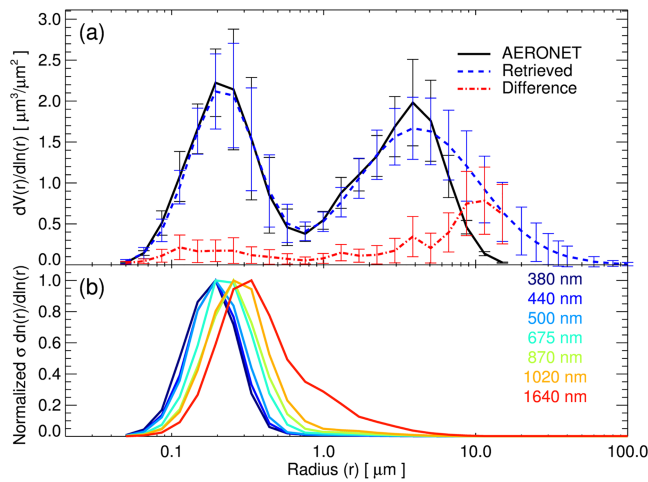 (a)
dV(r)/dln(r) [ μm³/μm² ]
3.0
2.5
2.0
1.5
1.0
0.5
0.0
AERONET
Retrieved
Difference
(b)
Normalized σ dn(r)/dln(r)
1.0
0.8
0.6
0.4
0.2
0.0
380 nm
440 nm
500 nm
675 nm
870 nm
1020 nm
1640 nm
0.1 1.0 10.0 100.0
Radius (r) [ μm ]